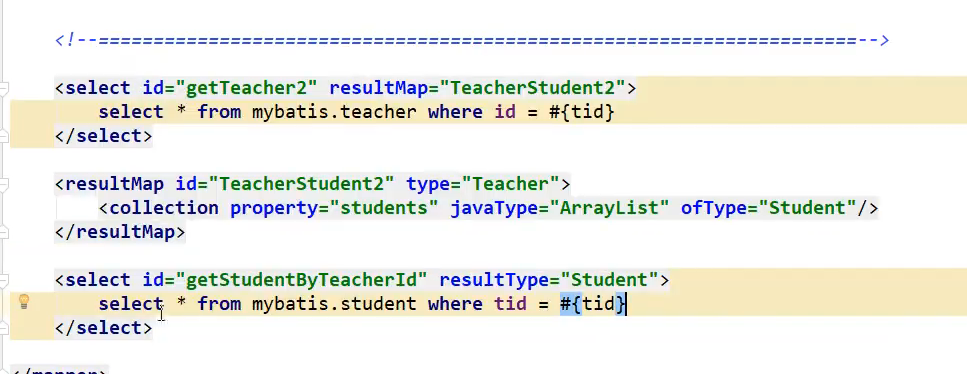 <!--=====================================================================-->
<select id="getTeacher2" resultMap="TeacherStudent2">
select * from mybatis.teacher where id = #{tid}
</select>
<resultMap id="TeacherStudent2" type="Teacher">
<collection property="students" javaType="ArrayList" ofType="Student"/>
</resultMap>
<select id="getStudentByTeacherId" resultType="Student">
select * from mybatis.student where tid = #{tid}
</select>
</mapper>